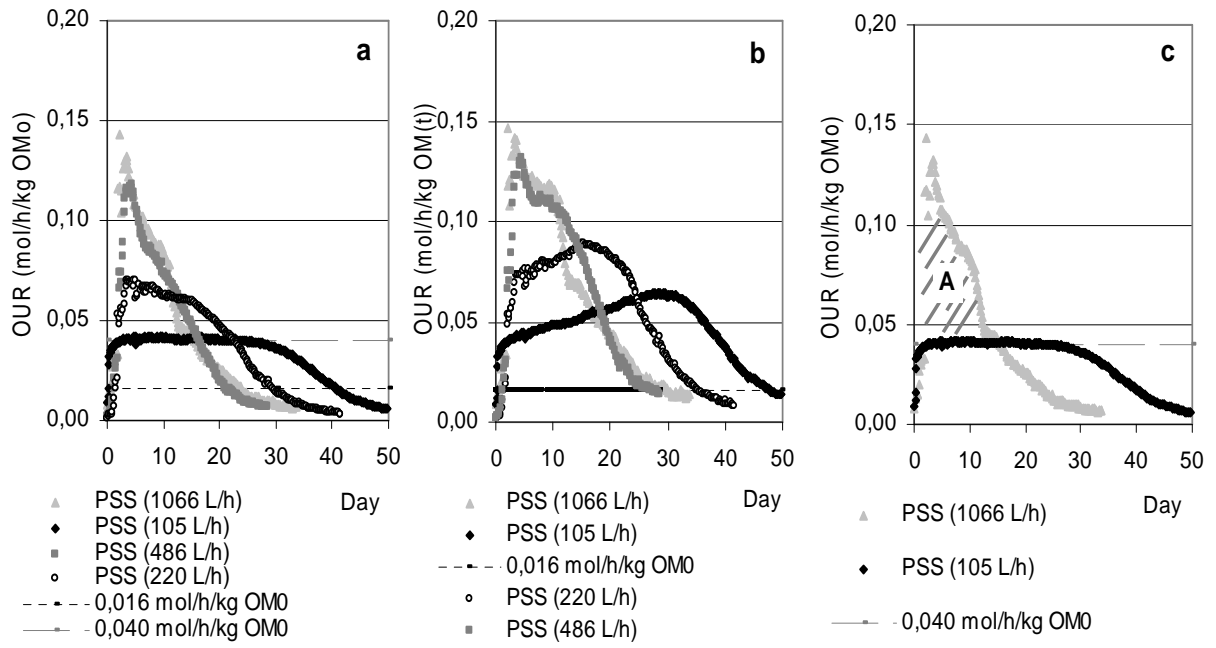 a
OUR (mol/h/kg OMo)
0,20
0,15
0,10
0,05
0,00
0 10 20 30 40 50
Day
PSS (1066 L/h)
PSS (105 L/h)
PSS (486 L/h)
PSS (220 L/h)
0,016 mol/h/kg OM0
0,040 mol/h/kg OM0
b
OUR (mol/h/kg OM(t))
0,20
0,15
0,10
0,05
0,00
0 10 20 30 40 50
Day
PSS (1066 L/h)
PSS (105 L/h)
0,016 mol/h/kg OM0
PSS (220 L/h)
PSS (486 L/h)
c
OUR (mol/h/kg OMo)
0,20
0,15
0,10
0,05
0,00
A
0 10 20 30 40 50
Day
PSS (1066 L/h)
PSS (105 L/h)
0,040 mol/h/kg OM0